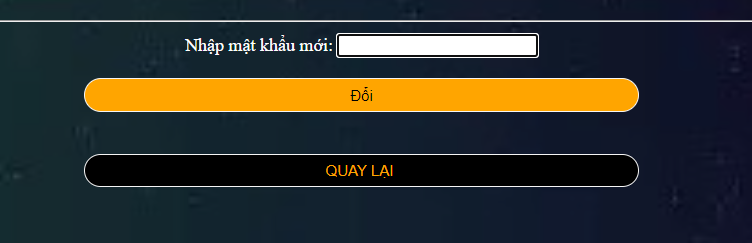 Nhập mật khẩu mới:
Đổi
QUAY LẠI